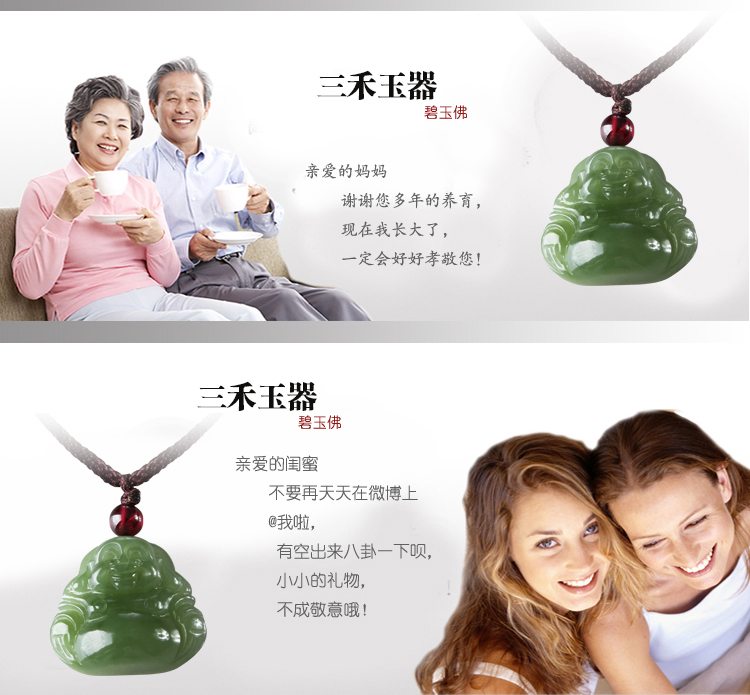 三禾玉器
碧玉佛
亲爱的妈妈
谢谢您多年的养育，
现在我长大了，
一定会好好孝敬您！
三禾玉器
碧玉佛
亲爱的闺蜜
不要再天天在微博上
@我啦，
有空出来八卦一下呗，
小小的礼物，
不成敬意哦！